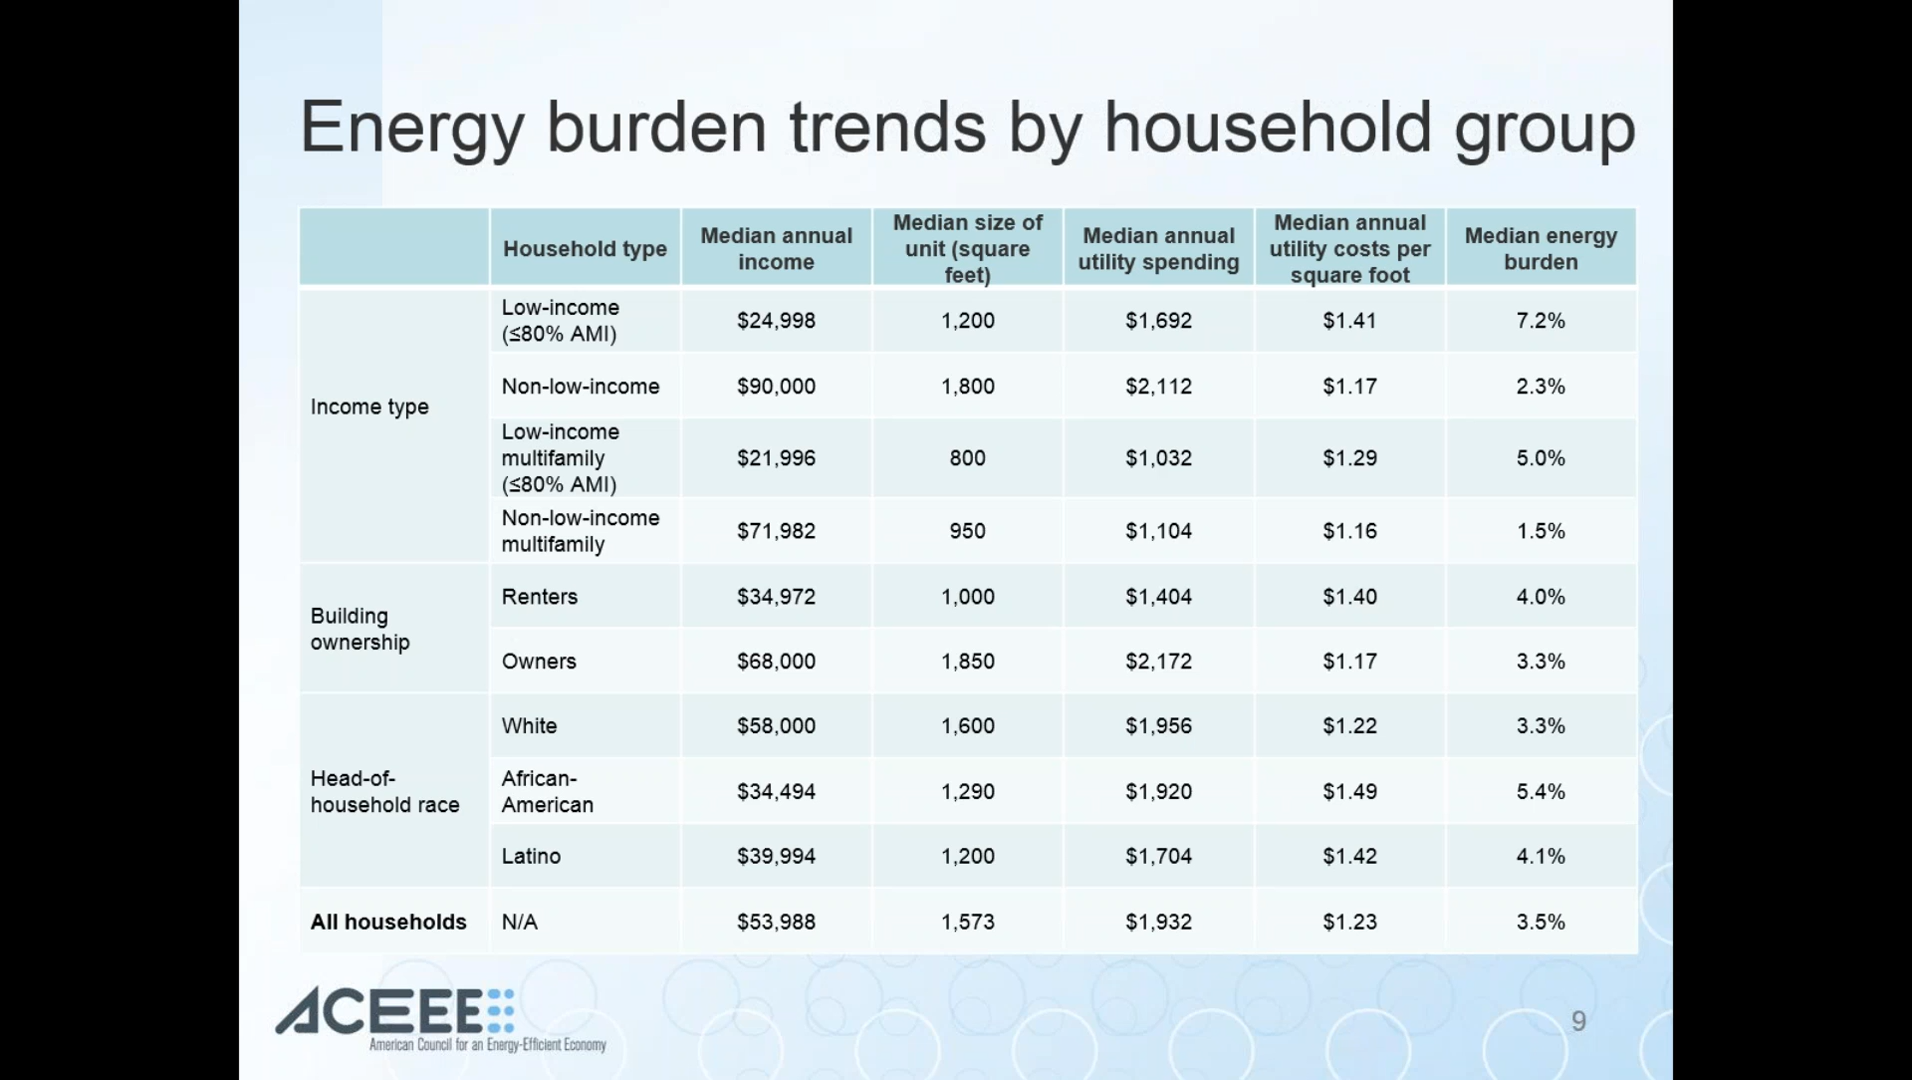 Energy burden trends by household group
Household type
Median annual
income
Median size of
unit (square
feet)
Median annual
utility spending
Median annual
utility costs per
square foot
Median energy
burden
Income type
Low-income
(≤80% AMI)
$24,998
1,200
$1,692
$1.41
7.2%
Non-low-income
$90,000
1,800
$2,112
$1.17
2.3%
Low-income
multifamily
(≤80% AMI)
$21,996
800
$1,032
$1.29
5.0%
Non-low-income
multifamily
$71,982
950
$1,104
$1.16
1.5%
Building
ownership
Renters
$34,972
1,000
$1,404
$1.40
4.0%
Owners
$68,000
1,850
$2,172
$1.17
3.3%
Head-of-
household race
White
$58,000
1,600
$1,956
$1.22
3.3%
African-
American
$34,494
1,290
$1,920
$1.49
5.4%
Latino
$39,994
1,200
$1,704
$1.42
4.1%
All households
N/A
$53,988
1,573
$1,932
$1.23
3.5%
ACEEE
American Council for an Energy-Efficient Economy
9